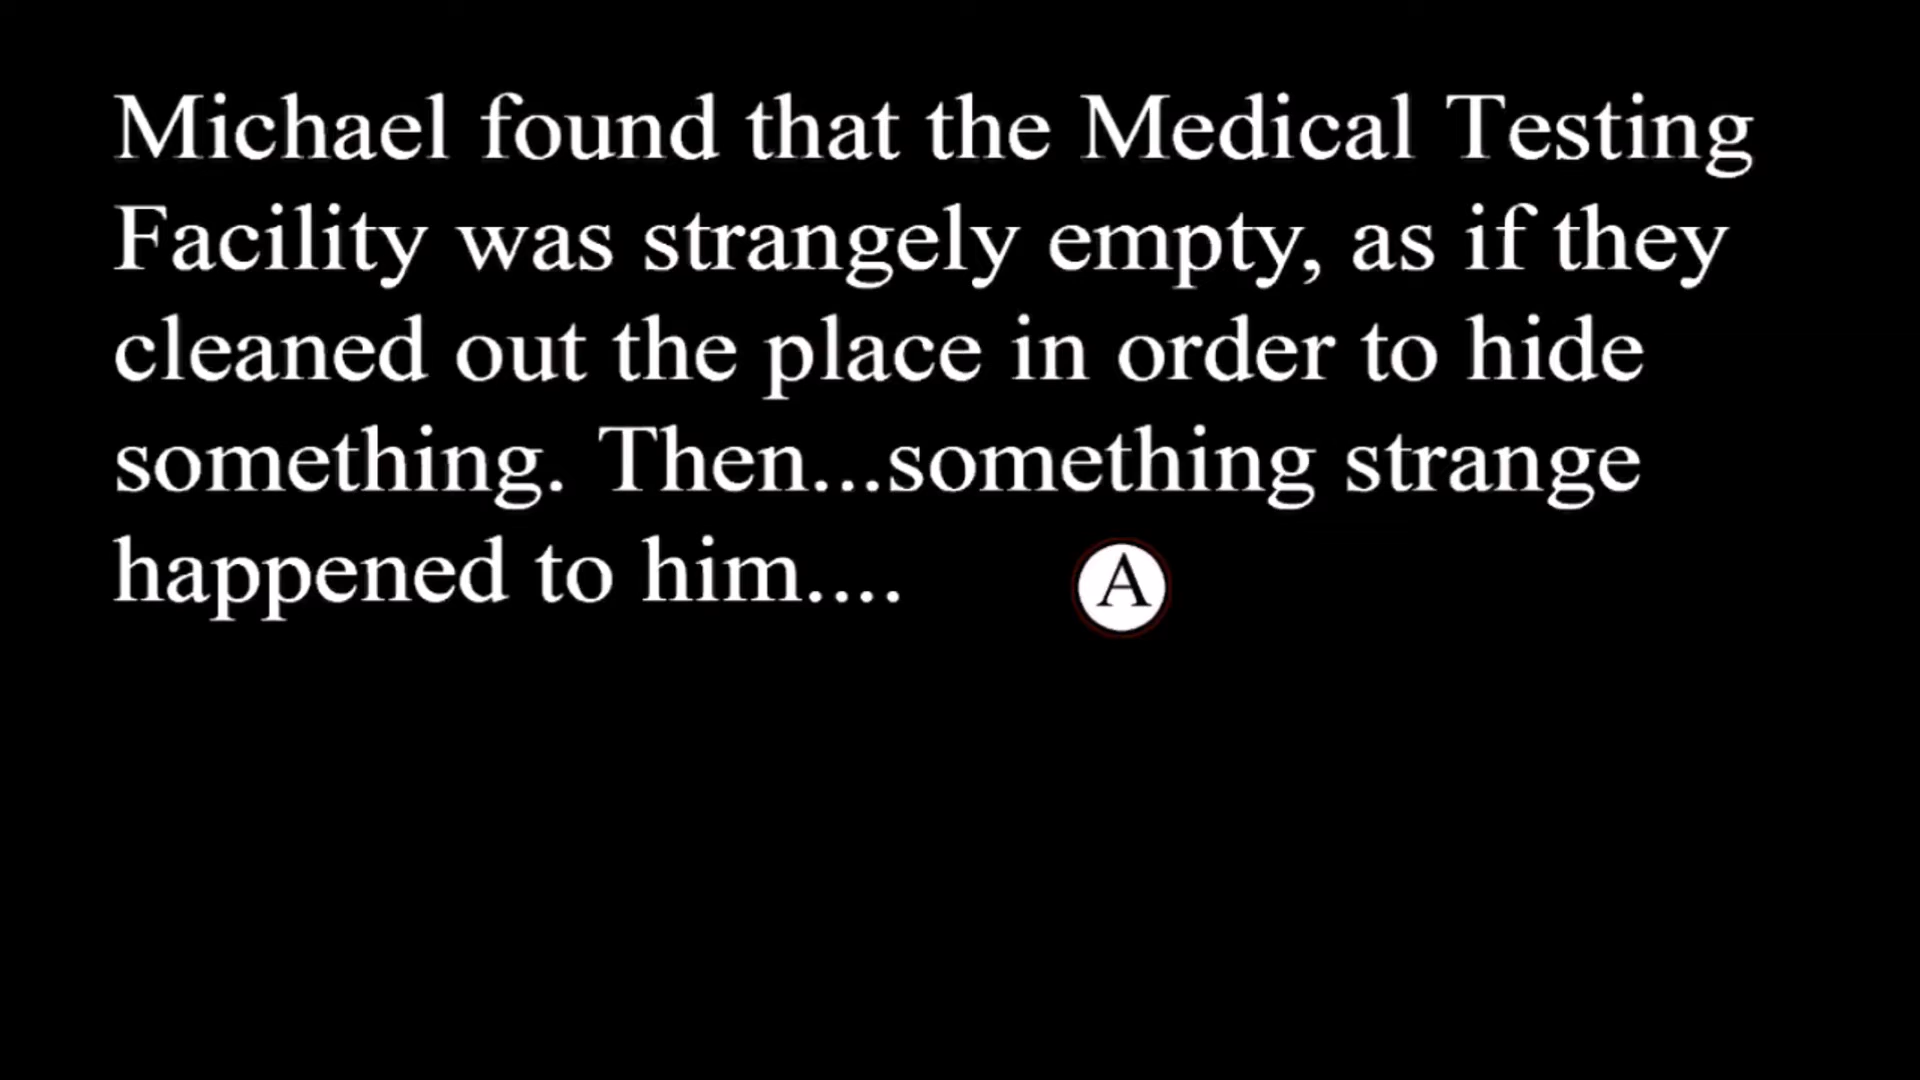 Michael found that the Medical Testing
Facility was strangely empty, as if they
cleaned out the place in order to hide
something. Then...something strange
happened to him.... A